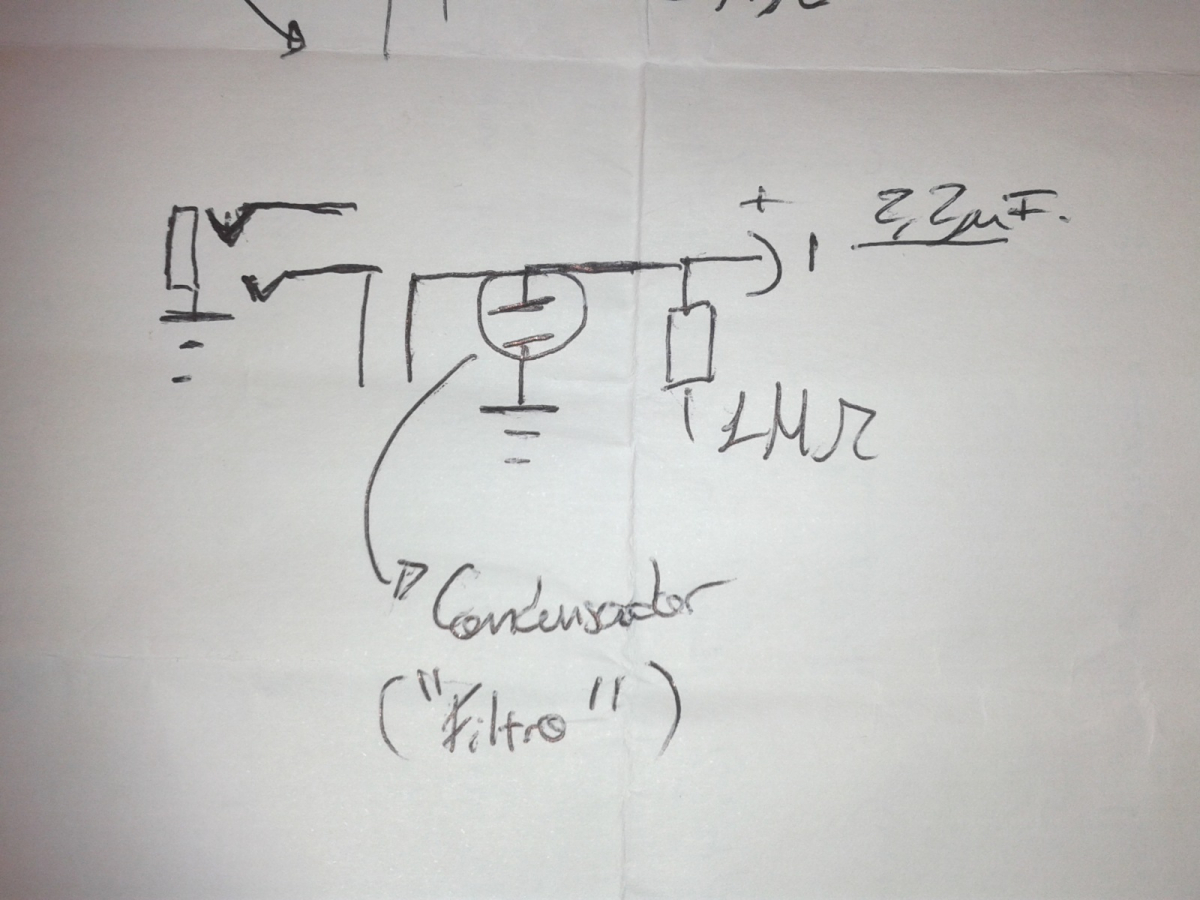 +
2,2µF.
1MΩ
Condensador
("Filtro")